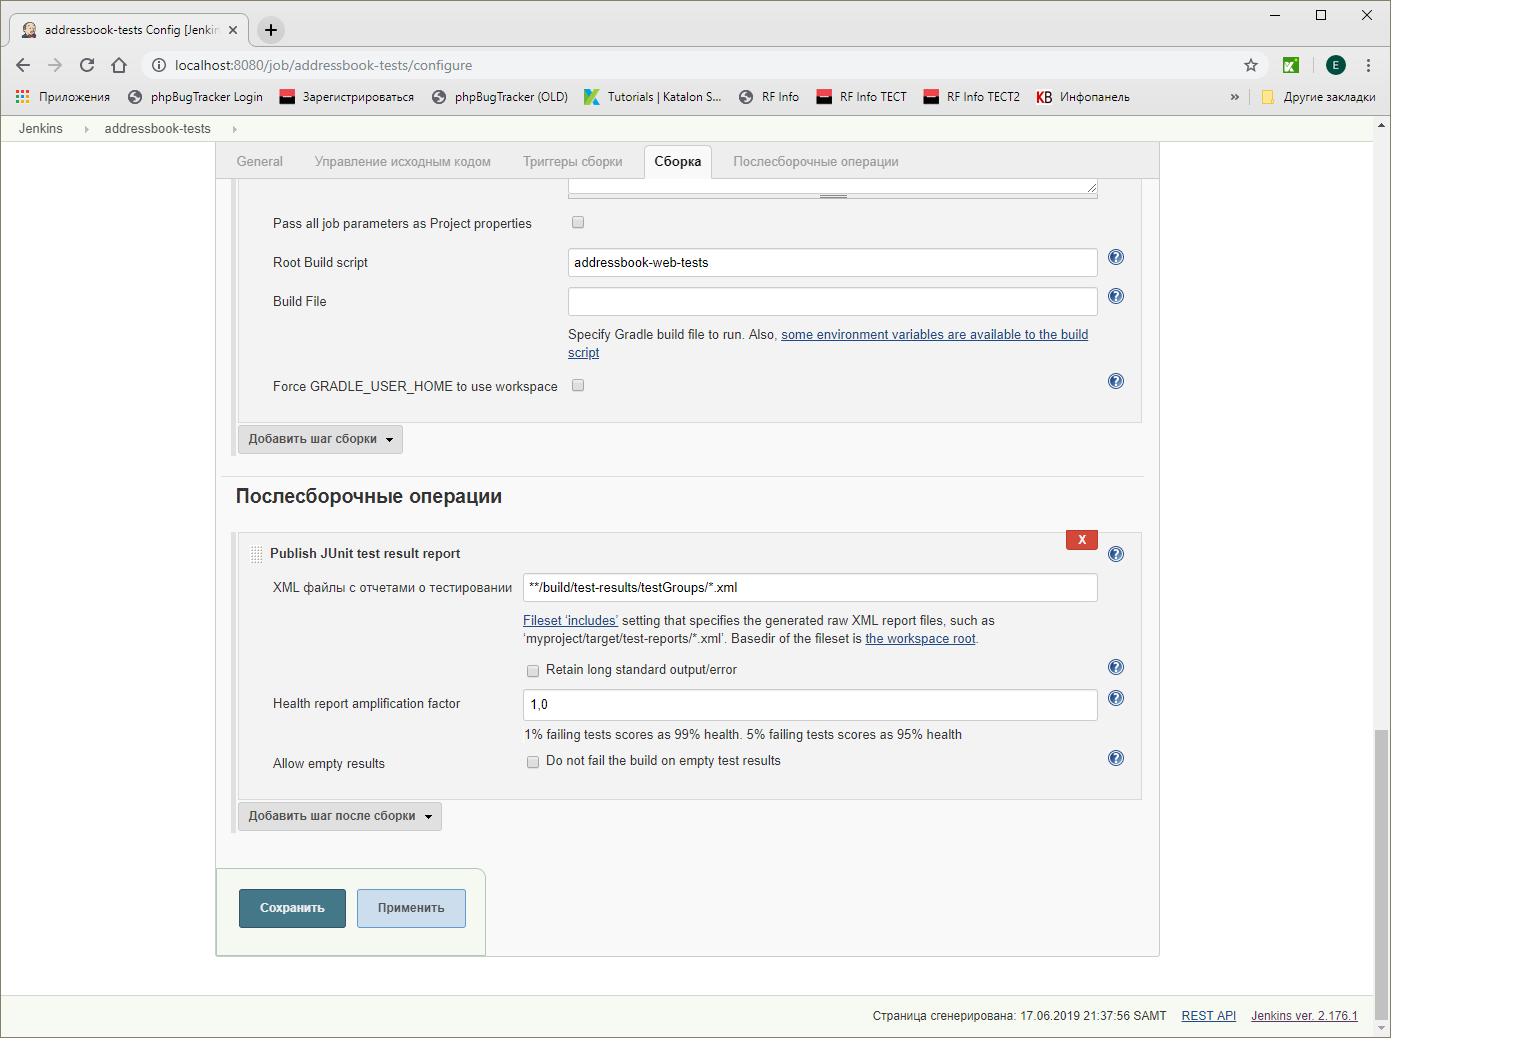 addressbook-tests Config [Jenkin
localhost:8080/job/addressbook-tests/configure
E
Приложения
phpBugTracker Login
Зарегистрироваться
phpBugTracker (OLD)
Tutorials | Katalon S...
RF Info
RF Info ТЕСТ
RF Info ТЕСТ2
KB Инфопанель
»
Другие закладки
Jenkins
addressbook-tests
General
Управление исходным кодом
Триггеры сборки
Сборка
Послесборочные операции
Pass all job parameters as Project properties
Root Build script
addressbook-web-tests
Build File
Specify Gradle build file to run. Also, some environment variables are available to the build
script
Force GRADLE_USER_HOME to use workspace
Добавить шаг сборки
Послесборочные операции
X
Publish JUnit test result report
XML файлы с отчетами о тестировании
**/build/test-results/testGroups/*.xml
Fileset ‘includes’ setting that specifies the generated raw XML report files, such as
‘myproject/target/test-reports/*.xml’. Basedir of the fileset is the workspace root.
Retain long standard output/error
Health report amplification factor
1,0
1% failing tests scores as 99% health. 5% failing tests scores as 95% health
Allow empty results
Do not fail the build on empty test results
Добавить шаг после сборки
Сохранить
Применить
Страница сгенерирована: 17.06.2019 21:37:56 SAMT
REST API
Jenkins ver. 2.176.1